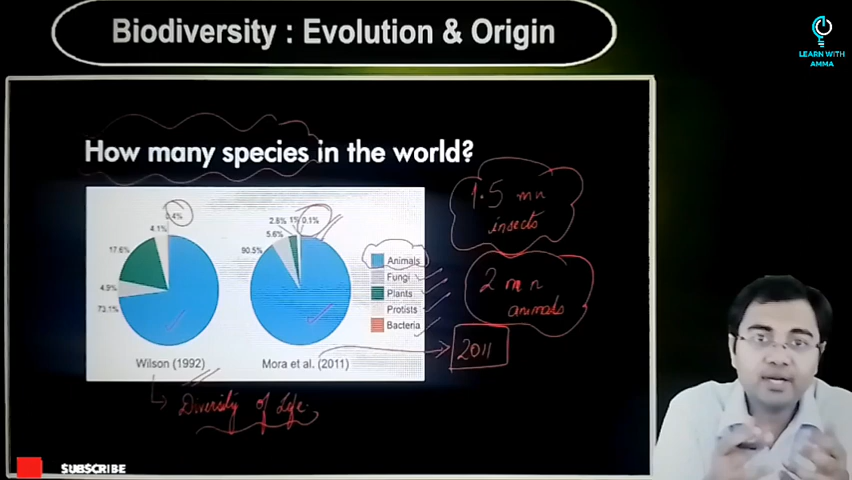 Biodiversity : Evolution & Origin
LEARN WITH
AMMA
How many species in the world?
0.4%
4.1%
17.6%
4.9%
73.1%
2.8% 1% 0.1%
5.6%
90.5%
Animals
Fungi
Plants
Protists
Bacteria
Wilson (1992)
Mora et al. (2011)
1.5 mn
insects
2 mn
animals
2011
Diversity of Life.
SUBSCRIBE